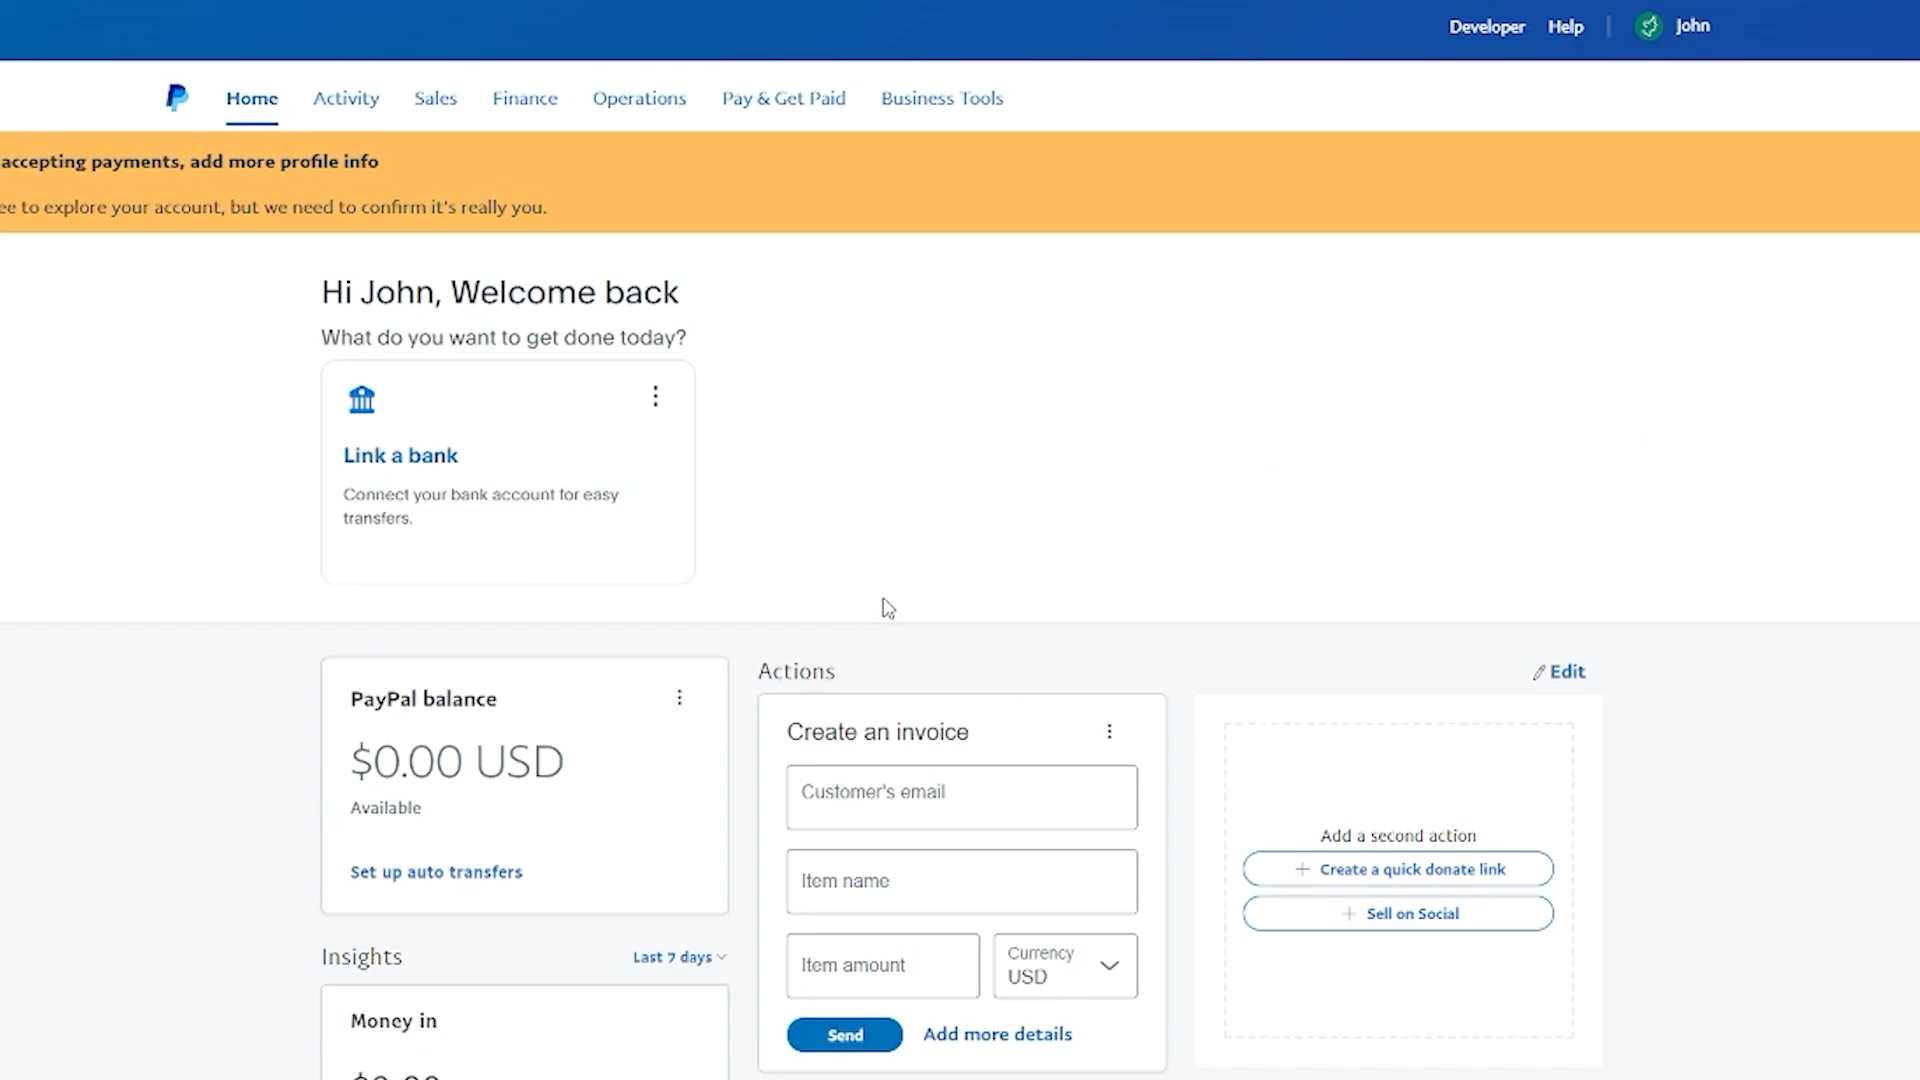 Developer Help John
Home Activity Sales Finance Operations Pay & Get Paid Business Tools
accepting payments, add more profile info
ee to explore your account, but we need to confirm it's really you.
Hi John, Welcome back
What do you want to get done today?
Link a bank
Connect your bank account for easy
transfers.
PayPal balance
$0.00 USD
Available
Set up auto transfers
Insights
Last 7 days
Money in
Actions
Edit
Create an invoice
Customer's email
Item name
Item amount
Currency
USD
Send
Add more details
Add a second action
Create a quick donate link
Sell on Social